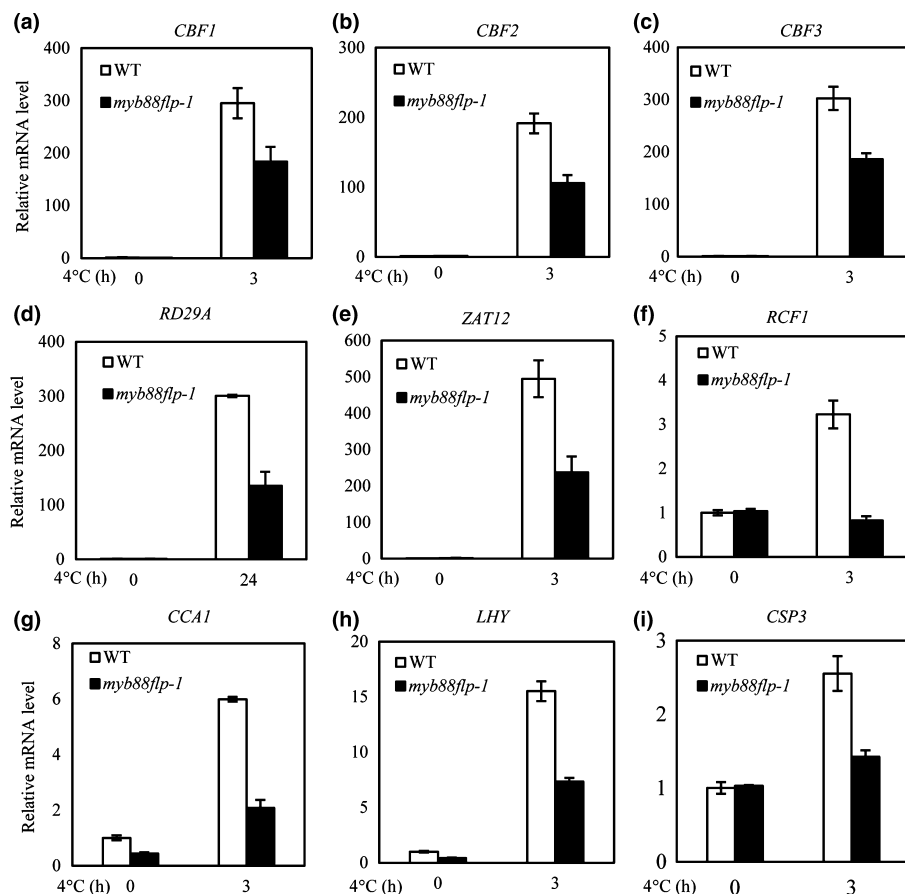 (a) CBF1
400
300
200
100
0
Relative mRNA level
WT
myb88flp-1
4°C (h) 0 3
(b) CBF2
300
200
100
0
WT
myb88flp-1
0 3
(c) CBF3
400
300
200
100
0
WT
myb88flp-1
4°C (h) 0 3
(d) RD29A
400
300
200
100
0
Relative mRNA level
WT
myb88flp-1
4°C (h) 0 24
(e) ZAT12
600
500
400
300
200
100
0
WT
myb88flp-1
4°C (h) 0 3
(f) RCF1
5
4
3
2
1
0
WT
myb88flp-1
4°C (h) 0 3
(g) CCA1
8
6
4
2
0
Relative mRNA level
WT
myb88flp-1
4°C (h) 0 3
(h) LHY
20
15
10
5
0
WT
myb88flp-1
4°C (h) 0 3
(i) CSP3
3
2
1
0
WT
myb88flp-1
4°C (h) 0 3